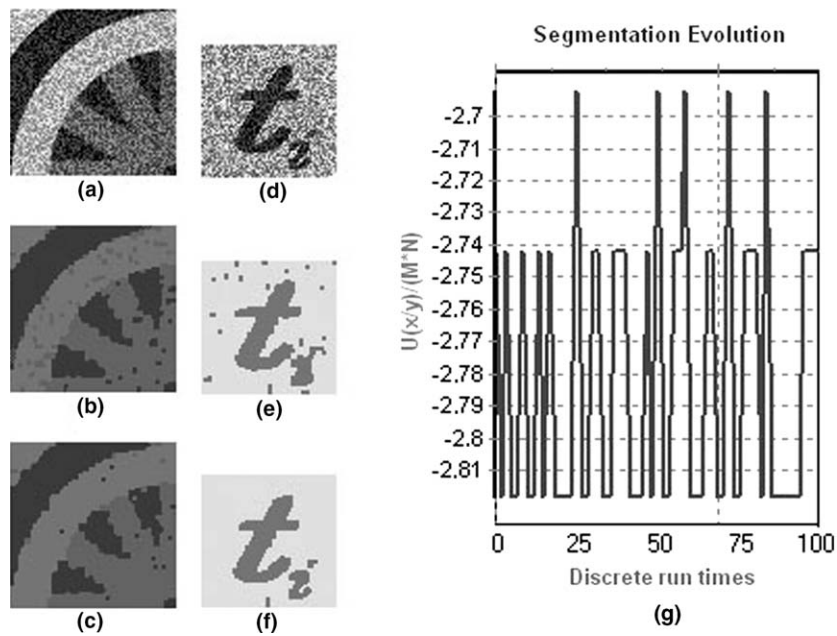 (a)
t
z
(d)
(b)
t
(e)
(c)
t
z
(f)
Segmentation Evolution
U(x/y)/(M*N)
-2.7
-2.71
-2.72
-2.73
-2.74
-2.75
-2.76
-2.77
-2.78
-2.79
-2.8
-2.81
0 25 50 75 100
Discrete run times
(g)